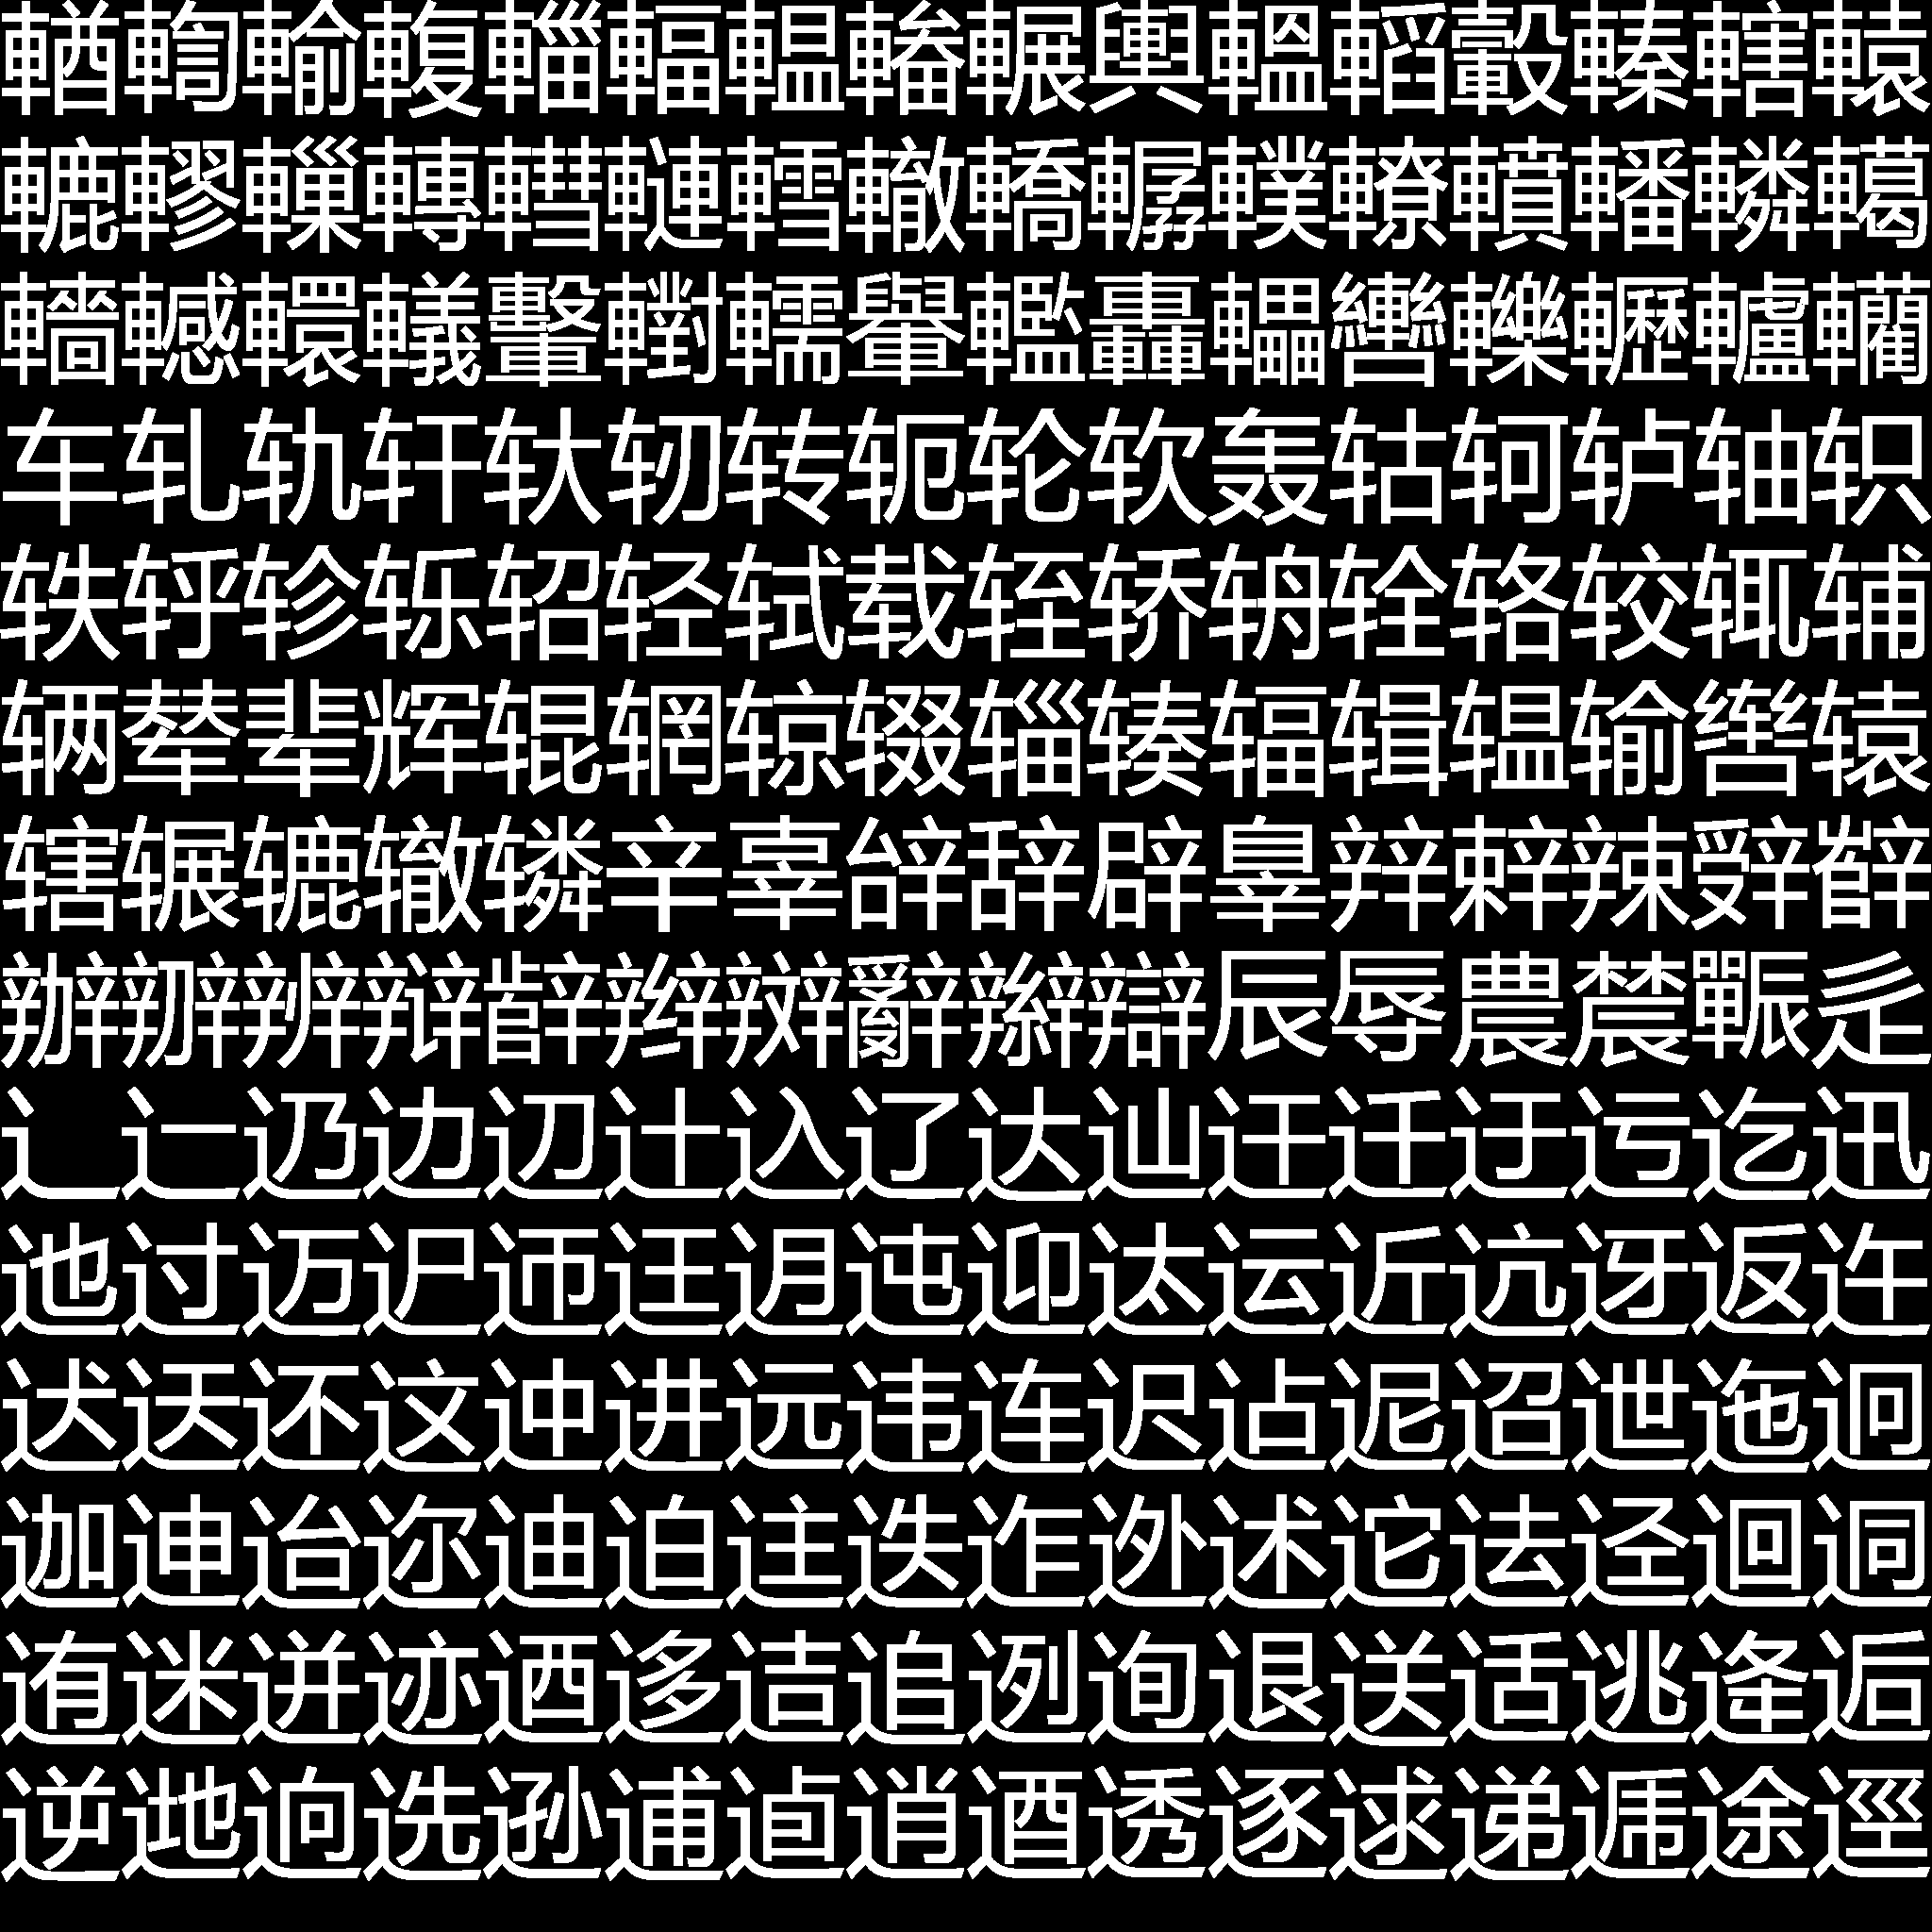 輶輷輸輹輺輻輼輽輾輿轀轁轂轃轄轅
轆轇轈轉轊轋轌轍轎轏轐轑轒轓轔轕
轖轗轘轙轚轛轜轝轞轟轠轡轢轣轤轥
车轧轨轩轪轫转轭轮软轰轱轲轳轴轵
轶轷轸轹轺轻轼载轾轿辀辁辂较辄辅
辆辇辈辉辊辋辌辍辎辏辐辑辒输辔辕
辖辗辘辙辚辛辜辝辞辟辠辡辢辣辤辥
辦辧辨辩辪辫辬辭辮辯辰辱農辳辴辵
辶辷辸边辺辻込辽达辿迀迁迂迃迄迅
迆过迈迉迊迋迌迍迎迏运近迒迓返迕
迖迗还这迚进远违连迟迠迡迢迣迤迥
迦迧迨迩迪迫迬迭迮迯述迱迲迳迴迵
迶迷迸迹迺迻迼追迾迿退送适逃逄逅
逆逇逈选逊逋逌逍逎透逐逑递逓途逕